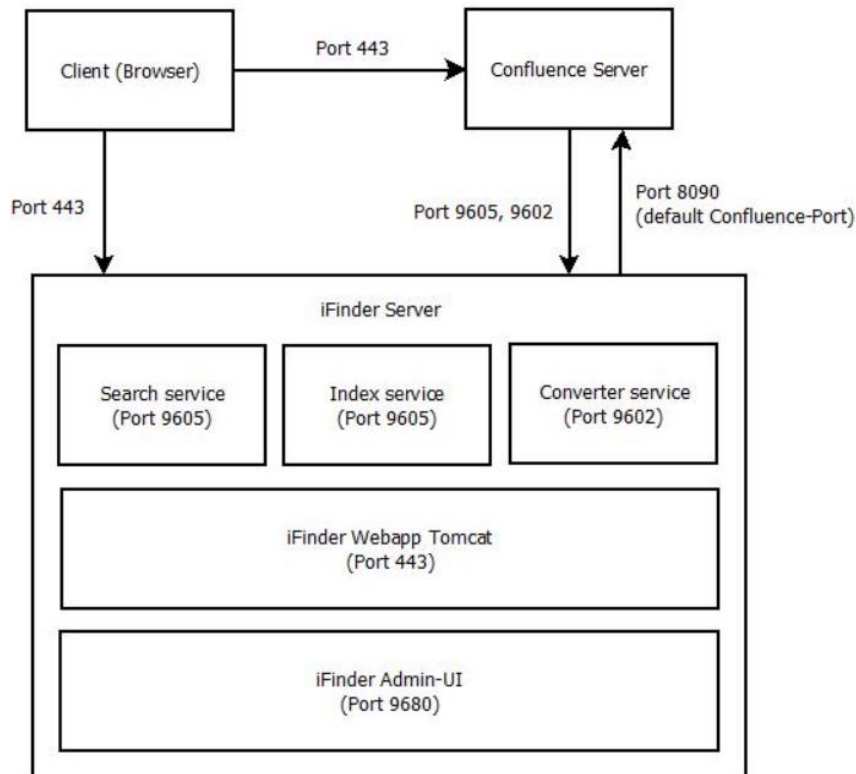 Port 443
Client (Browser)
Confluence Server
Port 443
Port 9605, 9602
Port 8090
(default Confluence-Port)
iFinder Server
Search service
(Port 9605)
Index service
(Port 9605)
Converter service
(Port 9602)
iFinder Webapp Tomcat
(Port 443)
iFinder Admin-UI
(Port 9680)